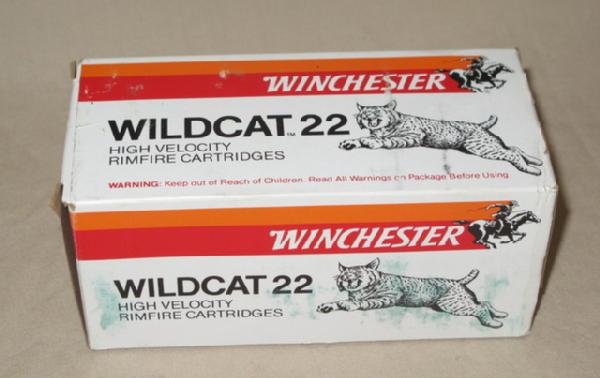 WINCHESTER
WILDCAT™ 22
HIGH VELOCITY
RIMFIRE CARTRIDGES
WARNING: Keep out of Reach of Children. Read All Warnings on Package Before Using.
WINCHESTER
WILDCAT 22
HIGH VELOCITY
RIMFIRE CARTRIDGES